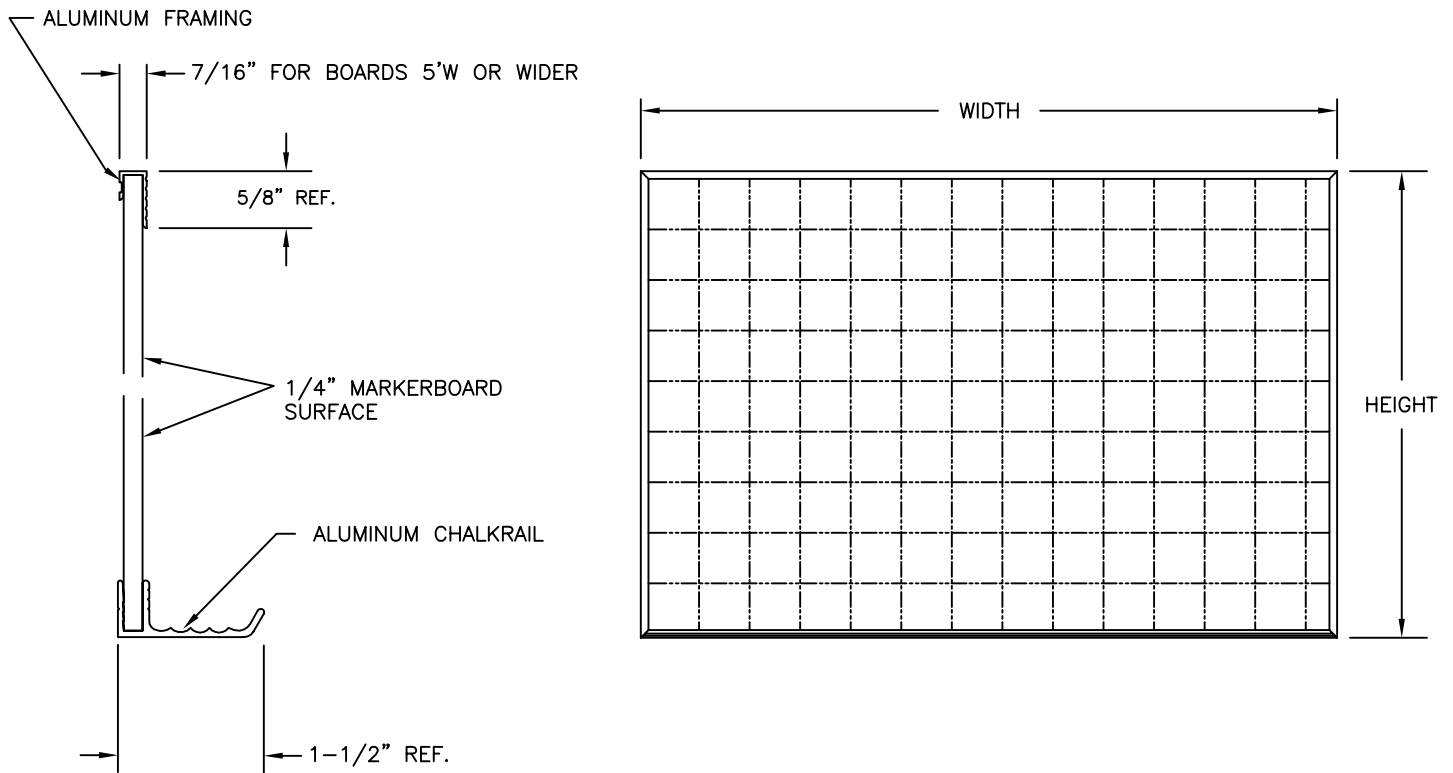 ALUMINUM FRAMING
7/16" FOR BOARDS 5'W OR WIDER
WIDTH
5/8" REF.
1/4" MARKERBOARD
SURFACE
HEIGHT
ALUMINUM CHALKRAIL
1-1/2" REF.